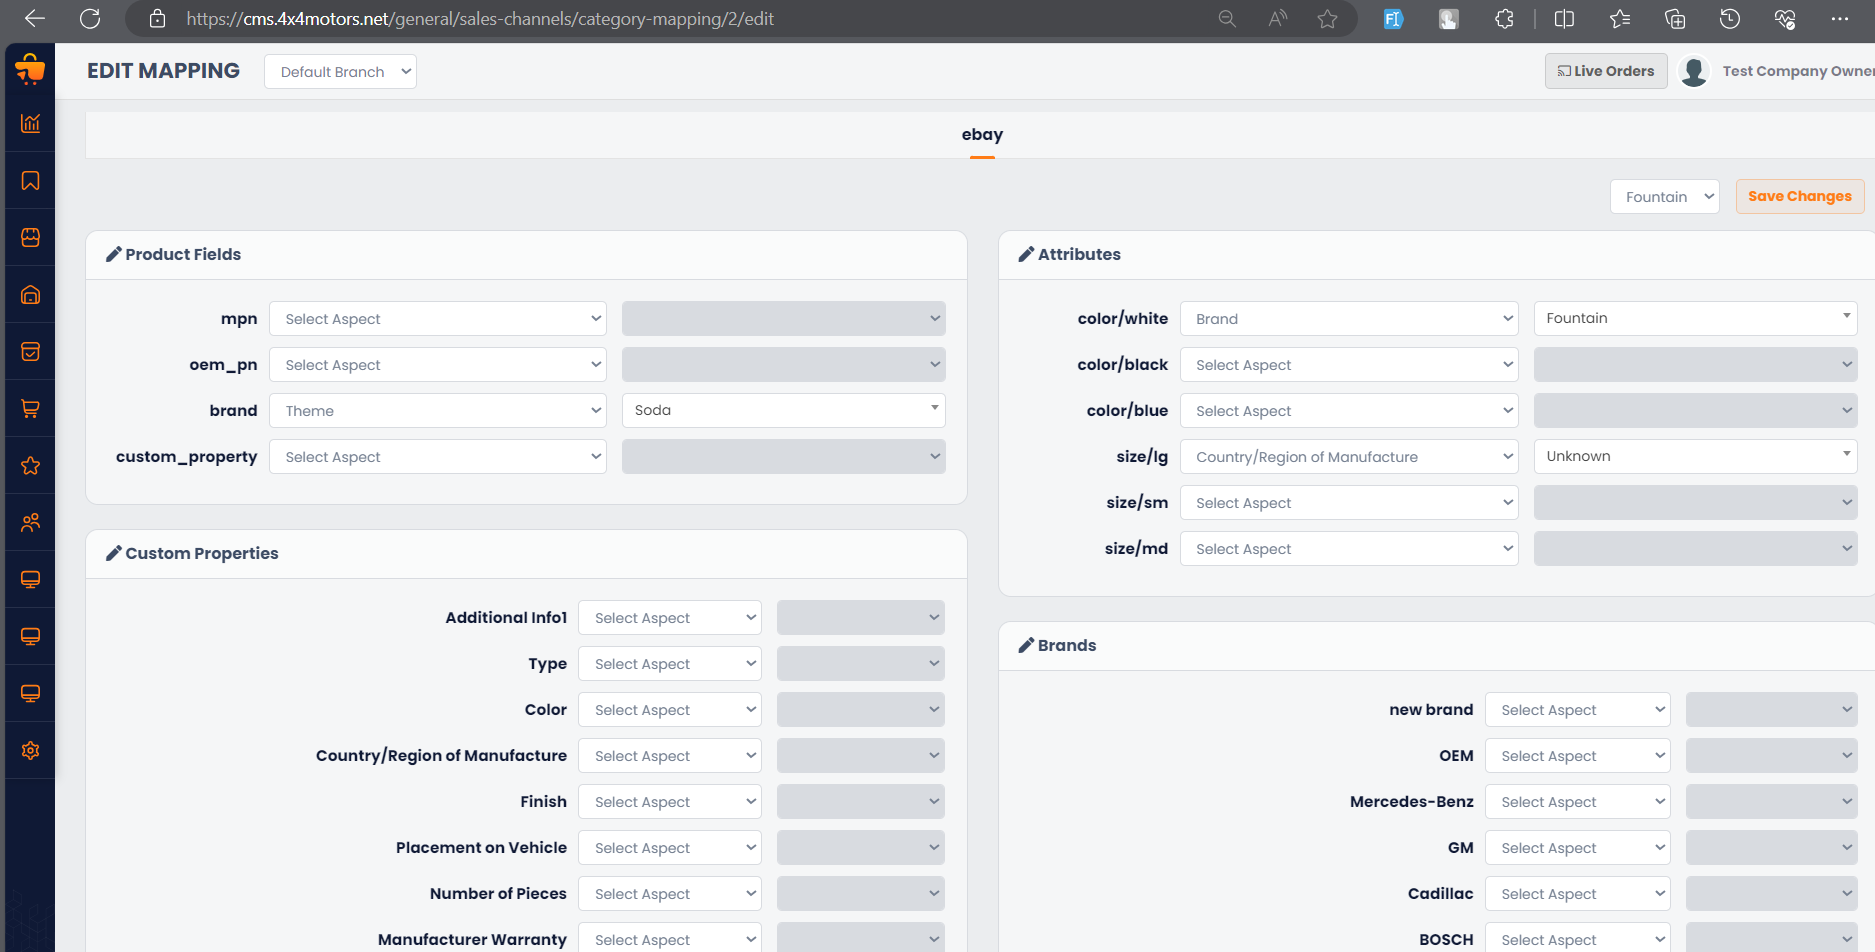 https://cms.4x4motors.net/general/sales-channels/category-mapping/2/edit
EDIT MAPPING
Default Branch
Live Orders
Test Company Owner
ebay
Fountain
Save Changes
Product Fields
mpn Select Aspect
oem_pn Select Aspect
brand Theme Soda
custom_property Select Aspect
Custom Properties
Additional Info1 Select Aspect
Type Select Aspect
Color Select Aspect
Country/Region of Manufacture Select Aspect
Finish Select Aspect
Placement on Vehicle Select Aspect
Number of Pieces Select Aspect
Manufacturer Warranty Select Aspect
Attributes
color/white Brand Fountain
color/black Select Aspect
color/blue Select Aspect
size/lg Country/Region of Manufacture Unknown
size/sm Select Aspect
size/md Select Aspect
Brands
new brand Select Aspect
OEM Select Aspect
Mercedes-Benz Select Aspect
GM Select Aspect
Cadillac Select Aspect
BOSCH Select Aspect